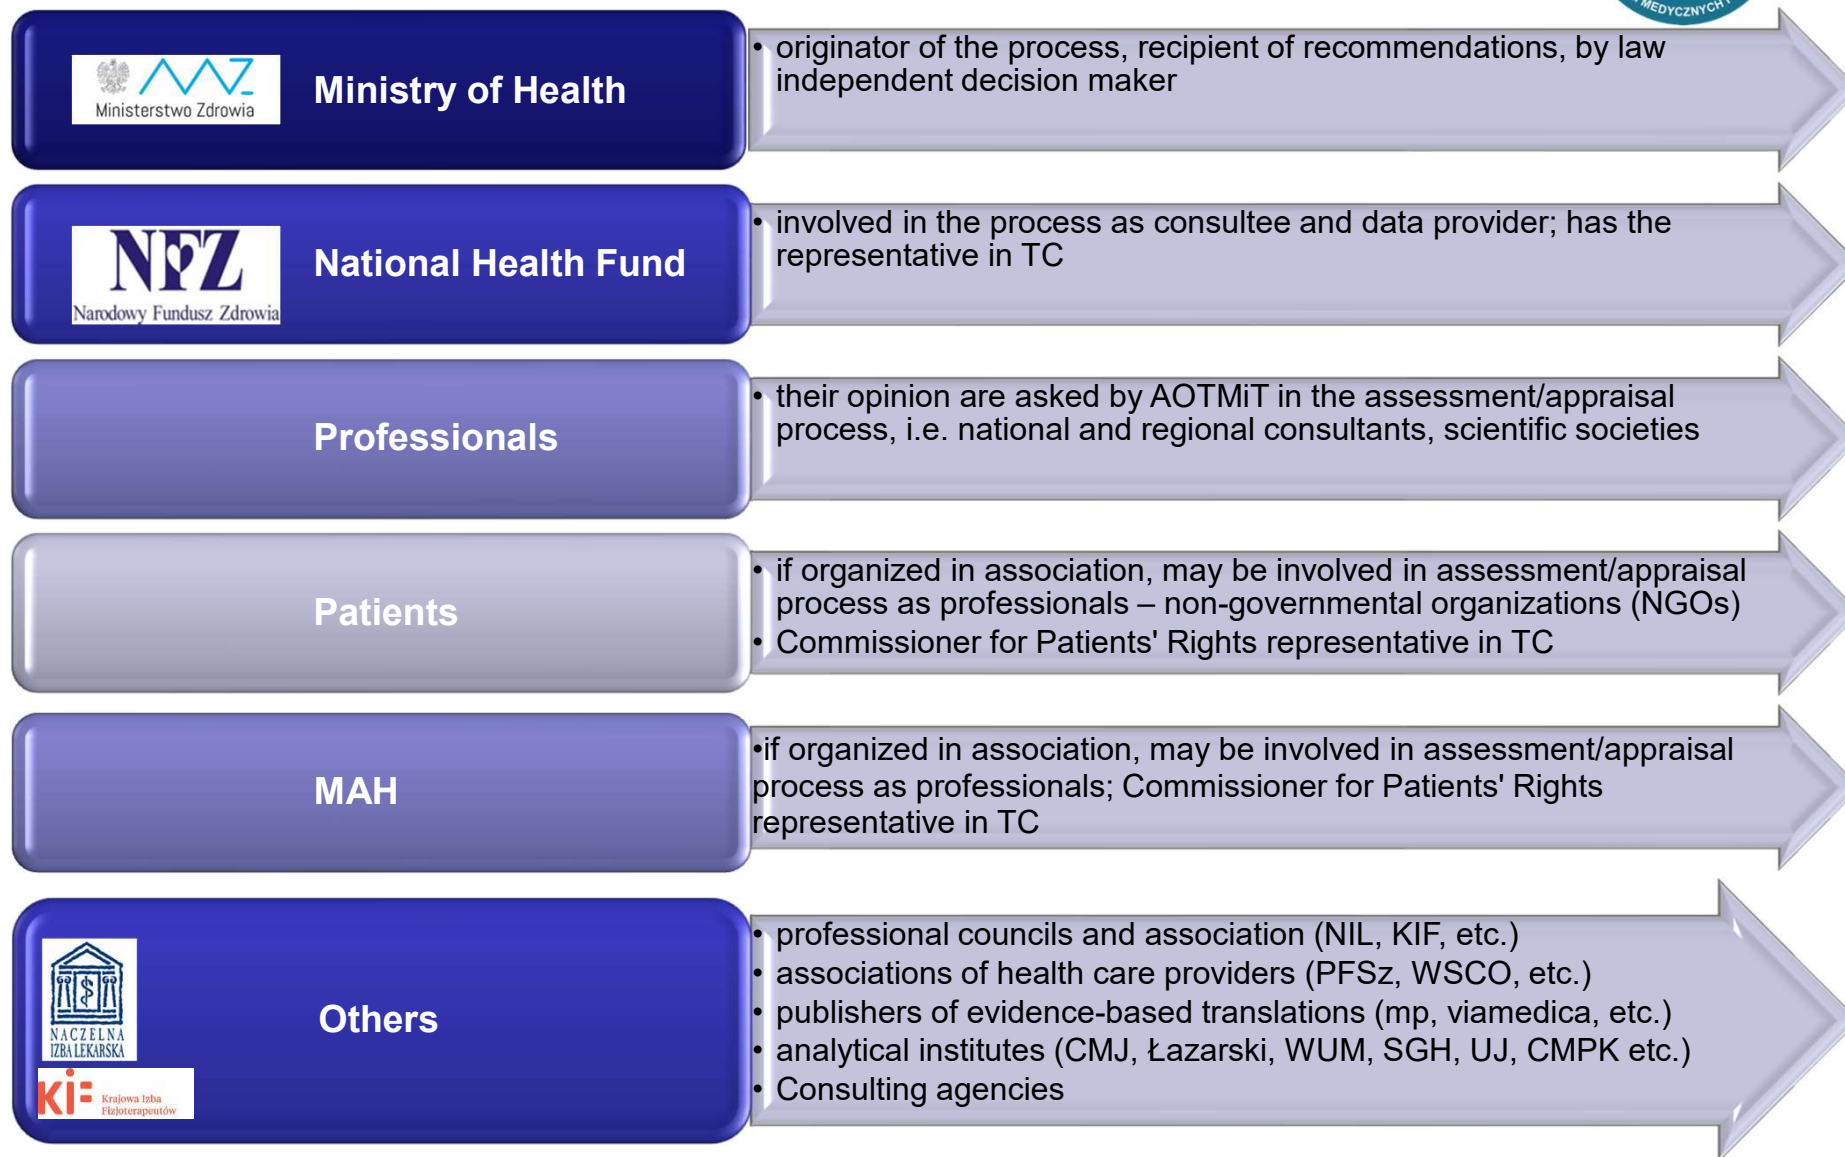 MEDYCZNYCH
Ministerstwo Zdrowia
Ministry of Health
• originator of the process, recipient of recommendations, by law
independent decision maker
NFZ
Narodowy Fundusz Zdrowia
National Health Fund
• involved in the process as consultee and data provider; has the
representative in TC
Professionals
• their opinion are asked by AOTMiT in the assessment/appraisal
process, i.e. national and regional consultants, scientific societies
Patients
• if organized in association, may be involved in assessment/appraisal
process as professionals – non-governmental organizations (NGOs)
• Commissioner for Patients' Rights representative in TC
MAH
•if organized in association, may be involved in assessment/appraisal
process as professionals; Commissioner for Patients' Rights
representative in TC
NACZELNA
IZBA LEKARSKA
KIF
Krajowa Izba
Fizjoterapeutów
Others
• professional councils and association (NIL, KIF, etc.)
• associations of health care providers (PFSz, WSCO, etc.)
• publishers of evidence-based translations (mp, viamedica, etc.)
• analytical institutes (CMJ, Łazarski, WUM, SGH, UJ, CMPK etc.)
• Consulting agencies